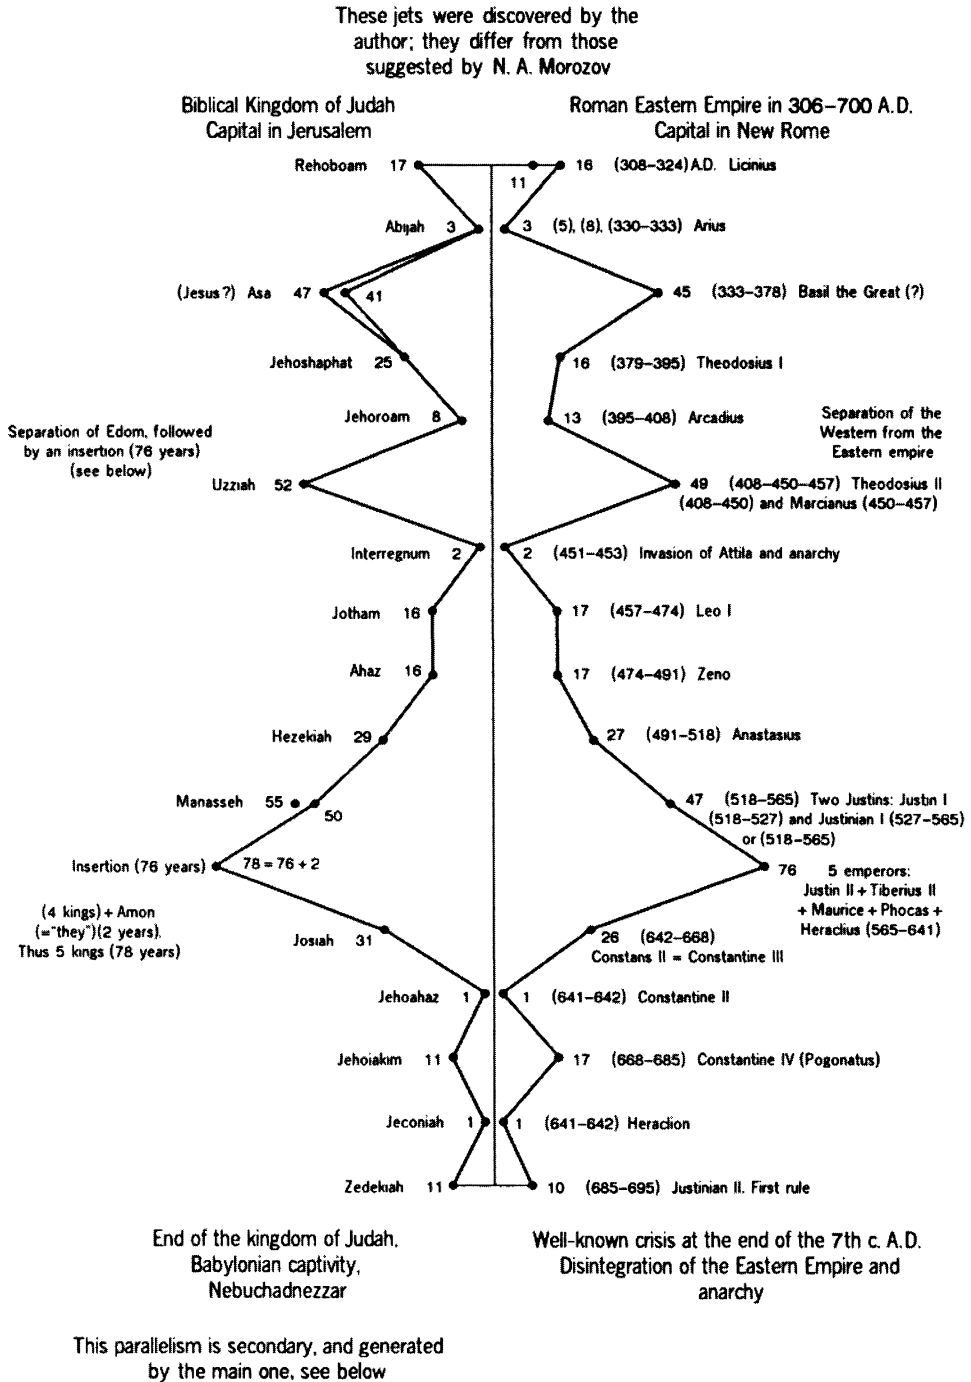 These jets were discovered by the
author; they differ from those
suggested by N. A. Morozov
Biblical Kingdom of Judah
Capital in Jerusalem
Roman Eastern Empire in 306–700 A.D.
Capital in New Rome
Rehoboam 17
11
16 (308–324) A.D. Licinius
Abijah 3
3 (5), (8), (330–333) Arius
(Jesus?) Asa 47
41
45 (333–378) Basil the Great (?)
Jehoshaphat 25
16 (379–395) Theodosius I
Jehoroam 8
13 (395–408) Arcadius
Separation of Edom, followed
by an insertion (76 years)
(see below)
Separation of the
Western from the
Eastern empire
Uzziah 52
49 (408–450–457) Theodosius II
(408–450) and Marcianus (450–457)
Interregnum 2
2 (451–453) Invasion of Attila and anarchy
Jotham 16
17 (457–474) Leo I
Ahaz 16
17 (474–491) Zeno
Hezekiah 29
27 (491–518) Anastasius
Manasseh 55
50
47 (518–565) Two Justins: Justin I
(518–527) and Justinian I (527–565)
or (518–565)
Insertion (76 years)
78 = 76 + 2
76 5 emperors:
Justin II + Tiberius II
+ Maurice + Phocas +
Heraclius (565–641)
(4 kings) + Amon
(="they")(2 years).
Thus 5 kings (78 years)
Josiah 31
26 (642–668)
Constans II = Constantine III
Jehoahaz 1
1 (641–642) Constantine II
Jehoiakim 11
17 (668–685) Constantine IV (Pogonatus)
Jeconiah 1
1 (641–642) Heraclion
Zedekiah 11
10 (685–695) Justinian II. First rule
End of the kingdom of Judah,
Babylonian captivity,
Nebuchadnezzar
Well-known crisis at the end of the 7th c. A.D.
Disintegration of the Eastern Empire and
anarchy
This parallelism is secondary, and generated
by the main one, see below